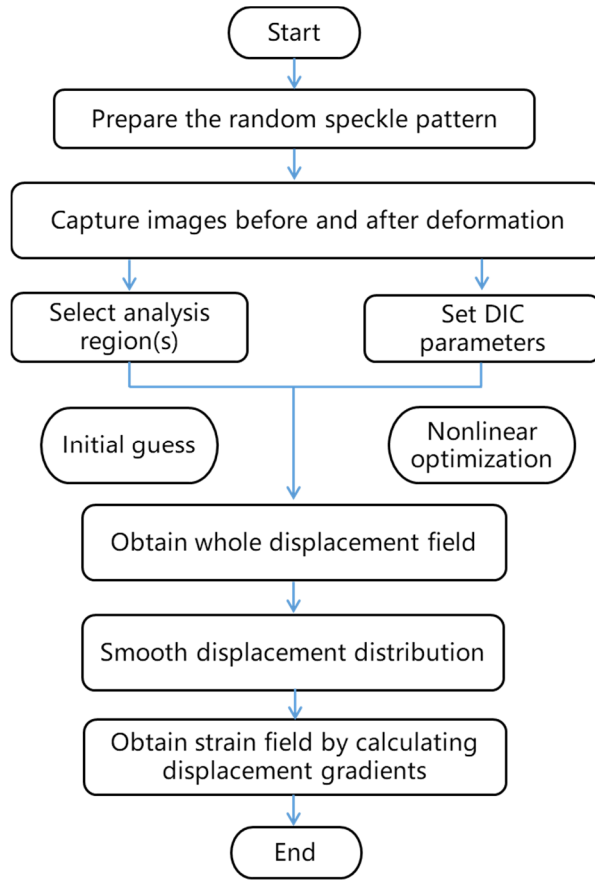 Start
Prepare the random speckle pattern
Capture images before and after deformation
Select analysis
region(s)
Set DIC
parameters
Initial guess
Nonlinear
optimization
Obtain whole displacement field
Smooth displacement distribution
Obtain strain field by calculating
displacement gradients
End